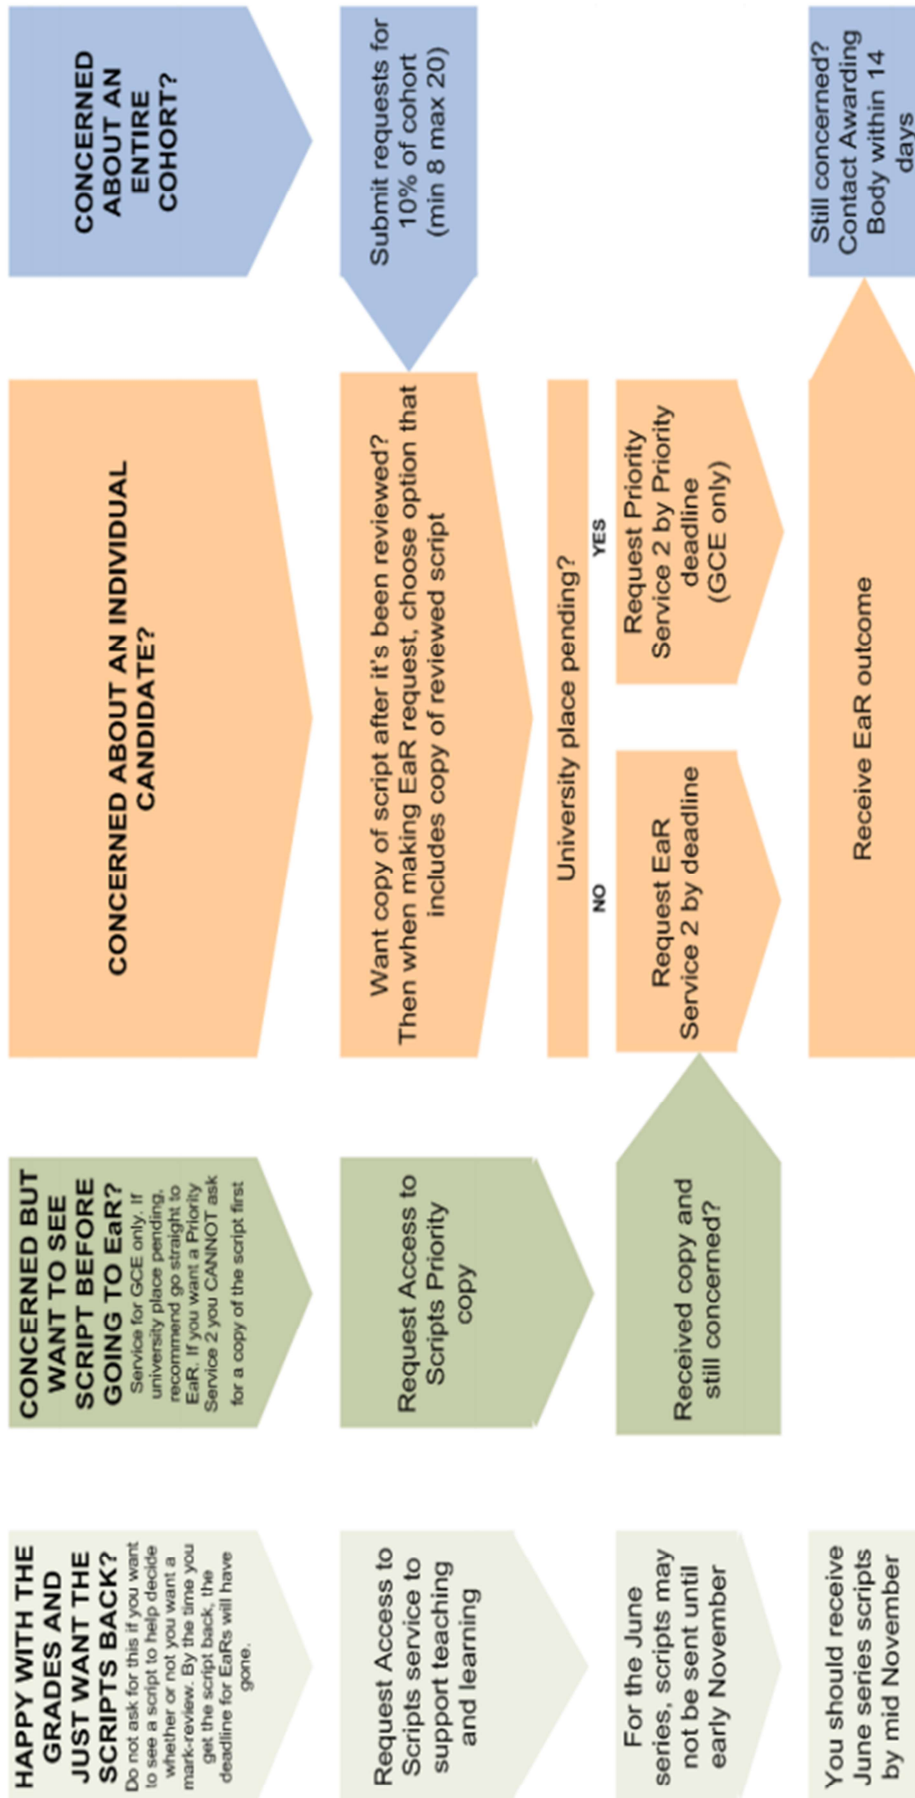 HAPPY WITH THE
GRADES AND
JUST WANT THE
SCRIPTS BACK?
Do not ask for this if you want
to see a script to help decide
whether or not you want a
mark-review. By the time you
get the script back, the
deadline for EaRs will have
gone.
Request Access to
Scripts service to
support teaching
and learning
For the June
series, scripts may
not be sent until
early November
You should receive
June series scripts
by mid November
CONCERNED BUT
WANT TO SEE
SCRIPT BEFORE
GOING TO EaR?
Service for GCE only. If
university place pending,
recommend go straight to
EaR. If you want a Priority
Service 2 you CANNOT ask
for a copy of the script first
Request Access to
Scripts Priority
copy
Received copy and
still concerned?
CONCERNED ABOUT AN INDIVIDUAL
CANDIDATE?
Want copy of script after it's been reviewed?
Then when making EaR request, choose option that
includes copy of reviewed script
University place pending?
NO
YES
Request EaR
Service 2 by deadline
Request Priority
Service 2 by Priority
deadline
(GCE only)
Receive EaR outcome
CONCERNED
ABOUT AN
ENTIRE
COHORT?
Submit requests for
10% of cohort
(min 8 max 20)
Still concerned?
Contact Awarding
Body within 14
days